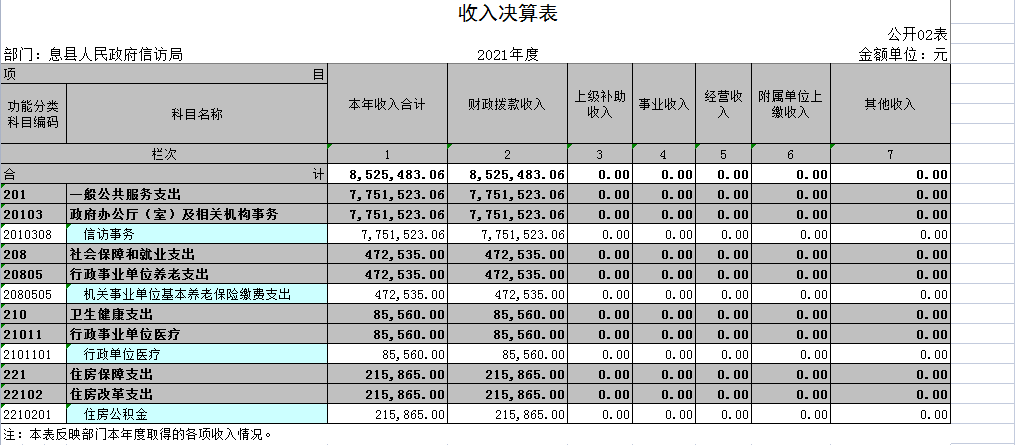 收入决算表
公开02表
部门：息县人民政府信访局 2021年度 金额单位：元
项 目 本年收入合计 财政拨款收入 上级补助收入 事业收入 经营收入 附属单位上缴收入 其他收入
功能分类科目编码 科目名称
栏次 1 2 3 4 5 6 7
合 计 8,525,483.06 8,525,483.06 0.00 0.00 0.00 0.00 0.00
201 一般公共服务支出 7,751,523.06 7,751,523.06 0.00 0.00 0.00 0.00 0.00
20103 政府办公厅（室）及相关机构事务 7,751,523.06 7,751,523.06 0.00 0.00 0.00 0.00 0.00
2010308 信访事务 7,751,523.06 7,751,523.06 0.00 0.00 0.00 0.00 0.00
208 社会保障和就业支出 472,535.00 472,535.00 0.00 0.00 0.00 0.00 0.00
20805 行政事业单位养老支出 472,535.00 472,535.00 0.00 0.00 0.00 0.00 0.00
2080505 机关事业单位基本养老保险缴费支出 472,535.00 472,535.00 0.00 0.00 0.00 0.00 0.00
210 卫生健康支出 85,560.00 85,560.00 0.00 0.00 0.00 0.00 0.00
21011 行政事业单位医疗 85,560.00 85,560.00 0.00 0.00 0.00 0.00 0.00
2101101 行政单位医疗 85,560.00 85,560.00 0.00 0.00 0.00 0.00 0.00
221 住房保障支出 215,865.00 215,865.00 0.00 0.00 0.00 0.00 0.00
22102 住房改革支出 215,865.00 215,865.00 0.00 0.00 0.00 0.00 0.00
2210201 住房公积金 215,865.00 215,865.00 0.00 0.00 0.00 0.00 0.00
注：本表反映部门本年度取得的各项收入情况。